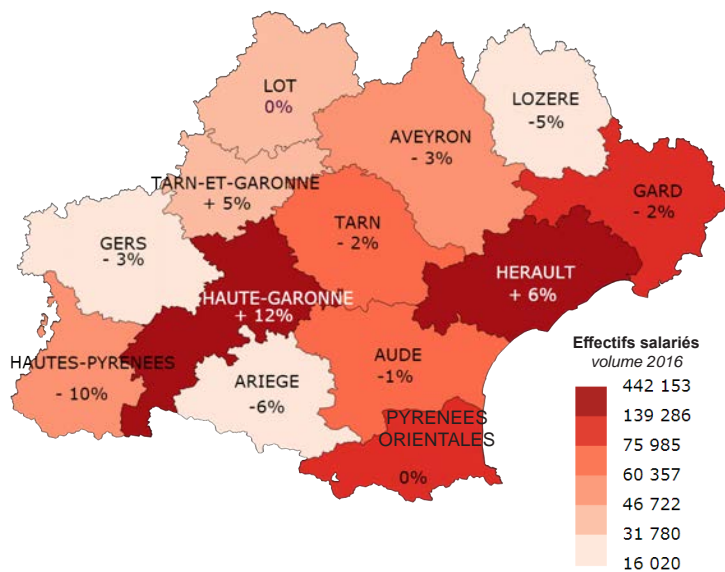 LOT
0%
LOZERE
-5%
AVEYRON
- 3%
TARN-ET-GARONNE
+ 5%
GARD
- 2%
TARN
- 2%
GERS
- 3%
HERAULT
+ 6%
HAUTE-GARONNE
+ 12%
HAUTES-PYRENEES
- 10%
AUDE
-1%
ARIEGE
-6%
PYRENEES
ORIENTALES
0%
Effectifs salariés
volume 2016
442 153
139 286
75 985
60 357
46 722
31 780
16 020